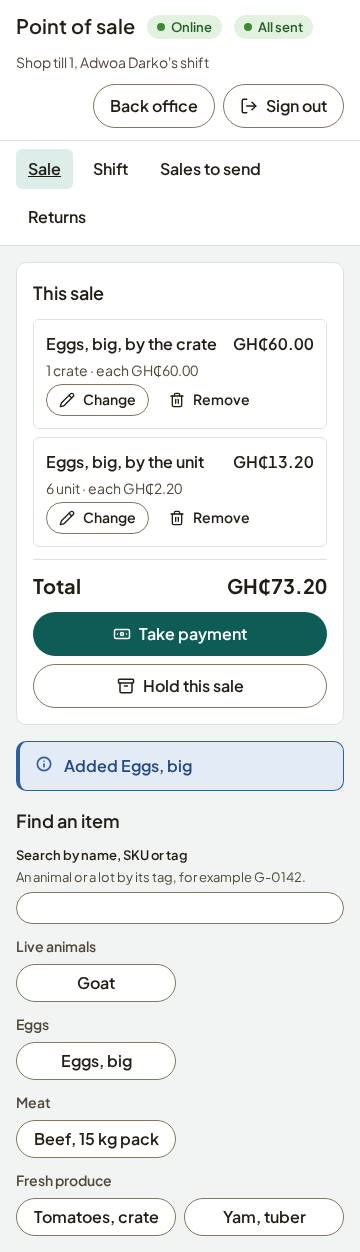 Point of sale
Online
All sent
Shop till 1, Adwoa Darko's shift
Back office
Sign out
Sale
Shift
Sales to send
Returns
This sale
Eggs, big, by the crate GH₵60.00
1 crate · each GH₵60.00
Change
Remove
Eggs, big, by the unit GH₵13.20
6 unit · each GH₵2.20
Change
Remove
Total GH₵73.20
Take payment
Hold this sale
Added Eggs, big
Find an item
Search by name, SKU or tag
An animal or a lot by its tag, for example G-0142.
Live animals
Goat
Eggs
Eggs, big
Meat
Beef, 15 kg pack
Fresh produce
Tomatoes, crate
Yam, tuber